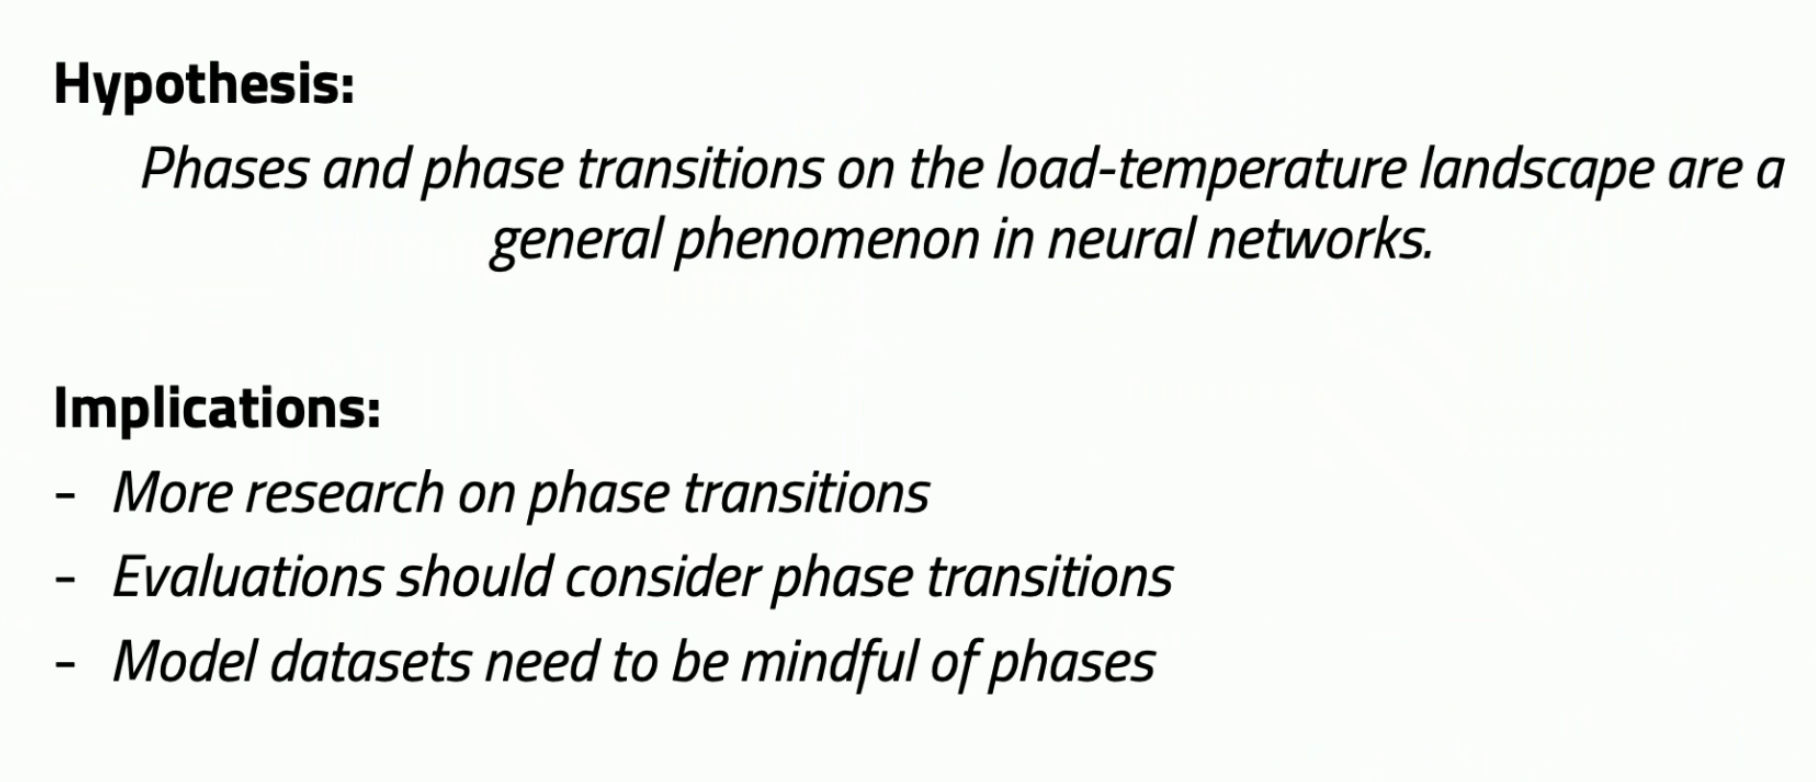 Hypothesis:
Phases and phase transitions on the load-temperature landscape are a
general phenomenon in neural networks.
Implications:
- More research on phase transitions
- Evaluations should consider phase transitions
- Model datasets need to be mindful of phases